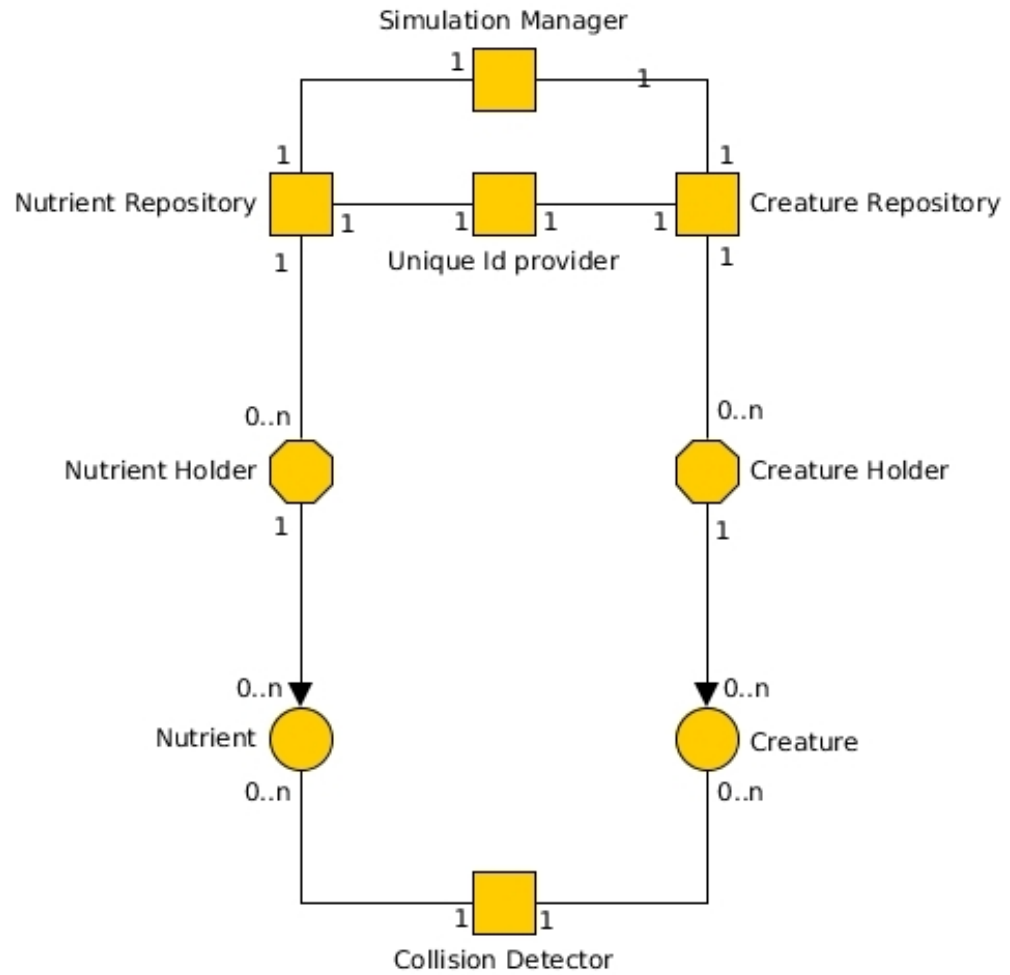 Simulation Manager
1
1
1
1
Nutrient Repository
Creature Repository
1
1
1
1
1
Unique Id provider
1
0..n
0..n
Nutrient Holder
Creature Holder
1
1
0..n
0..n
Nutrient
Creature
0..n
0..n
1
1
Collision Detector